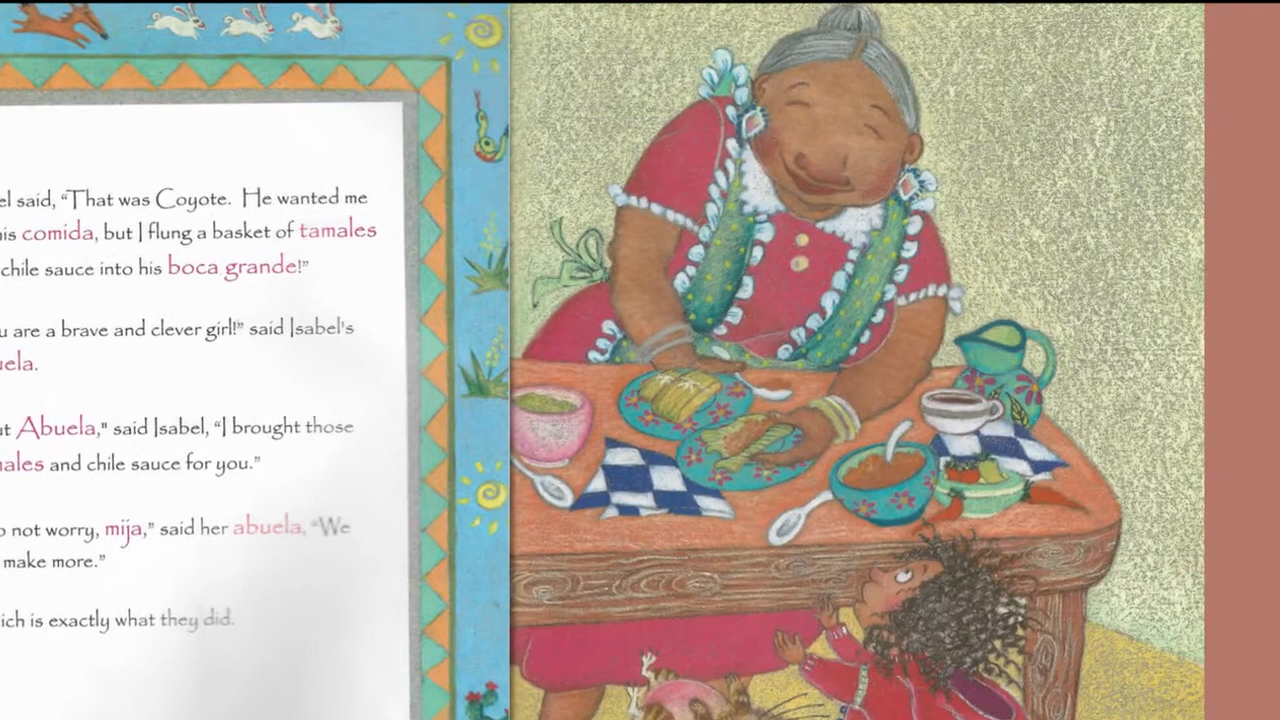 el said, “That was Coyote. He wanted me
his comida, but I flung a basket of tamales
chile sauce into his boca grande!”
u are a brave and clever girl!” said Isabel's
uela.
ut Abuela," said Isabel, “I brought those
nales and chile sauce for you.”
o not worry, mija,” said her abuela, “We
make more.”
ich is exactly what they did.